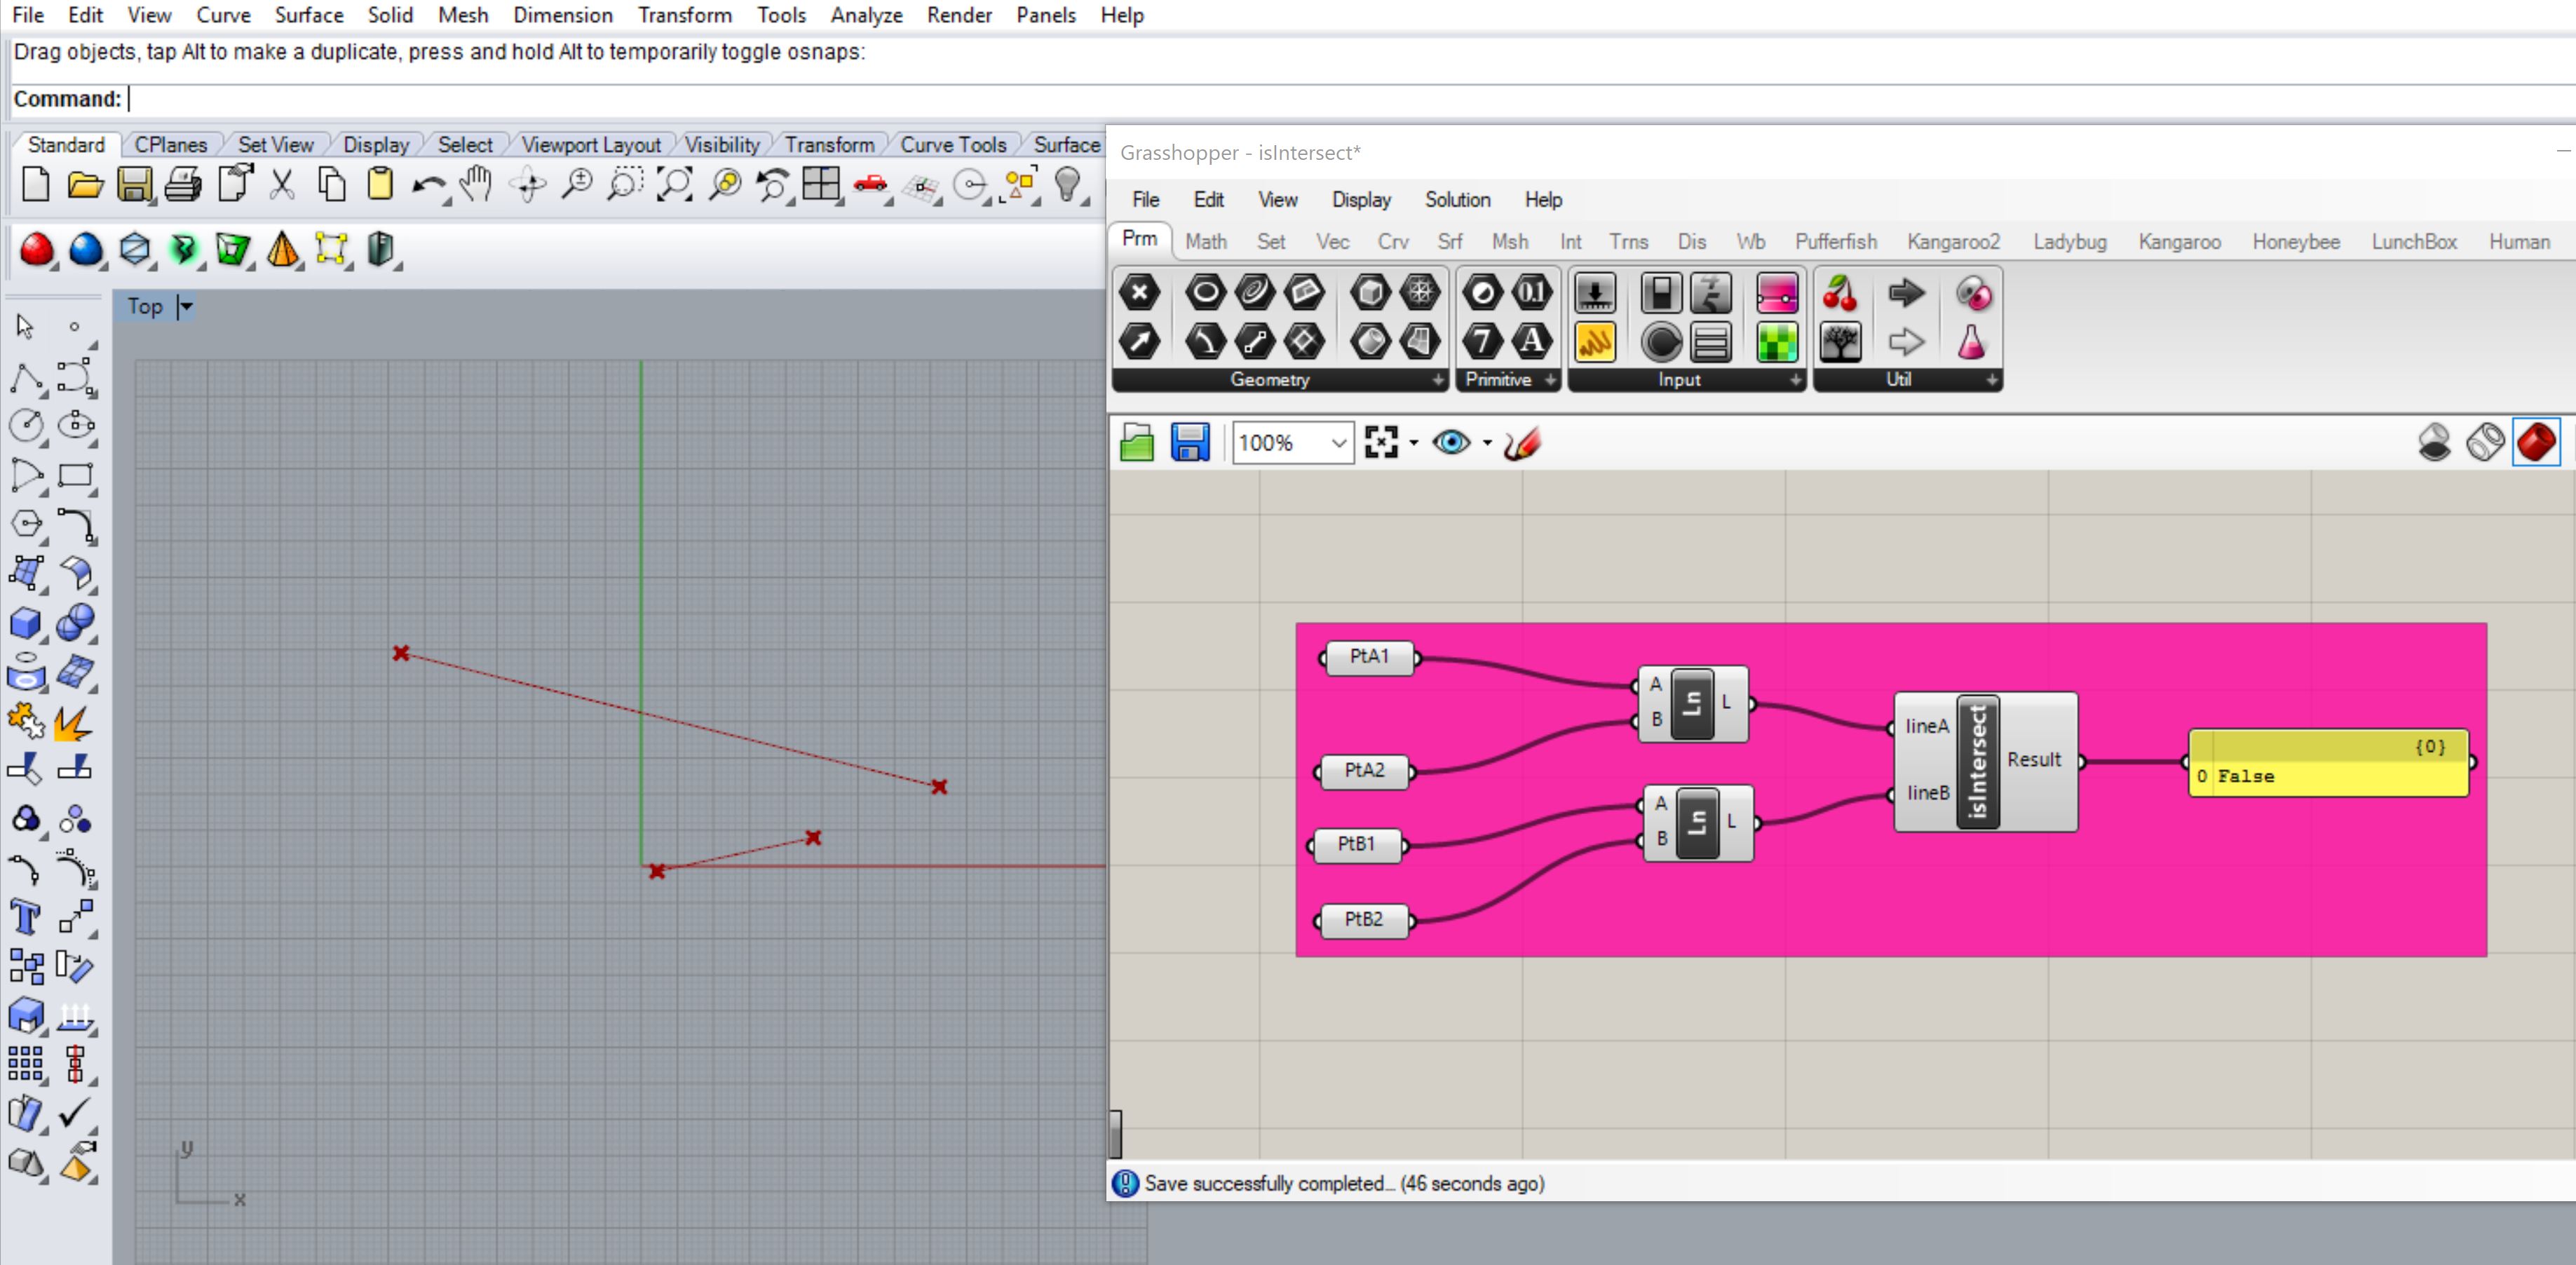 File Edit View Curve Surface Solid Mesh Dimension Transform Tools Analyze Render Panels Help
Drag objects, tap Alt to make a duplicate, press and hold Alt to temporarily toggle osnaps:
Command:
Standard CPlanes Set View Display Select Viewport Layout Visibility Transform Curve Tools Surface
Top
y
x
Grasshopper - isIntersect*
File Edit View Display Solution Help
Prm Math Set Vec Crv Srf Msh Int Trns Dis Wb Pufferfish Kangaroo2 Ladybug Kangaroo Honeybee LunchBox Human
0.1
7 A
Geometry + Primitive + Input + Util +
100%
PtA1
PtA2
PtB1
PtB2
A
B
Ln
L
A
B
Ln
L
lineA
lineB
isIntersect
Result
{0}
0 False
Save successfully completed... (46 seconds ago)